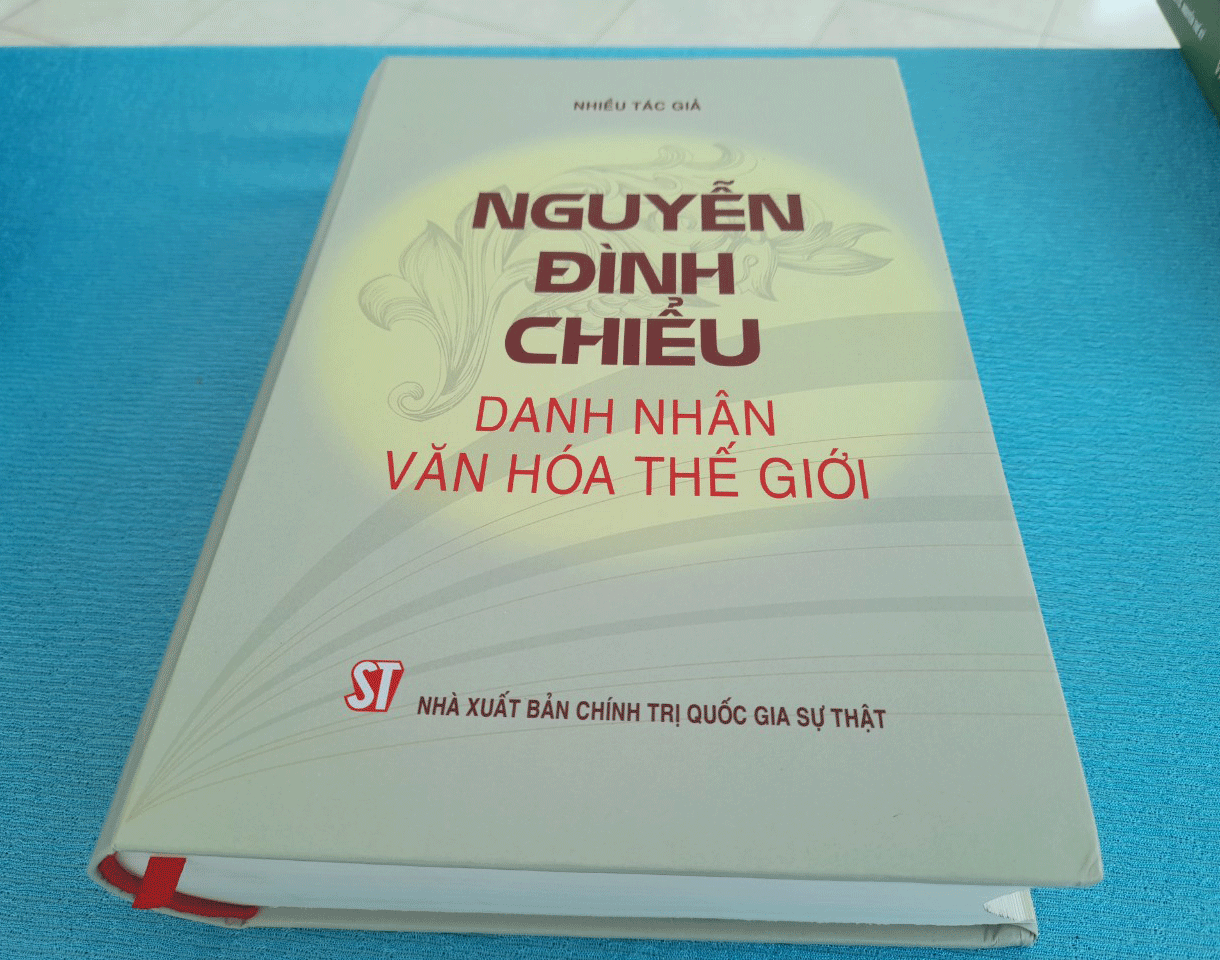 NHIỀU TÁC GIẢ
NGUYỄN
ĐÌNH
CHIỂU
DANH NHÂN
VĂN HÓA THẾ GIỚI
ST
NHÀ XUẤT BẢN CHÍNH TRỊ QUỐC GIA SỰ THẬT